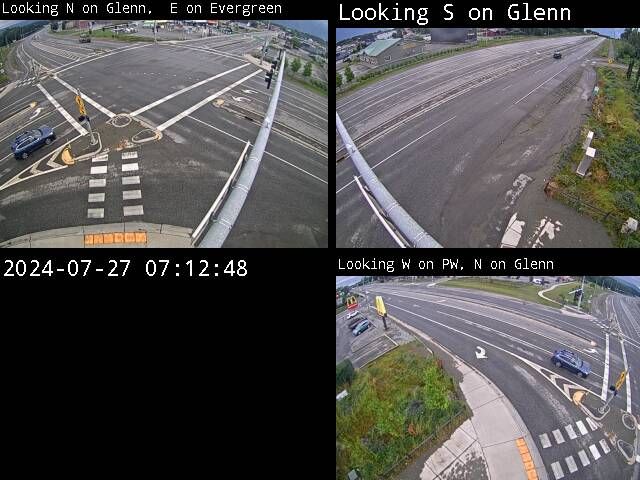 Looking N on Glenn, E on Evergreen
Looking S on Glenn
2024-07-27 07:12:48
Looking W on PW, N on Glenn